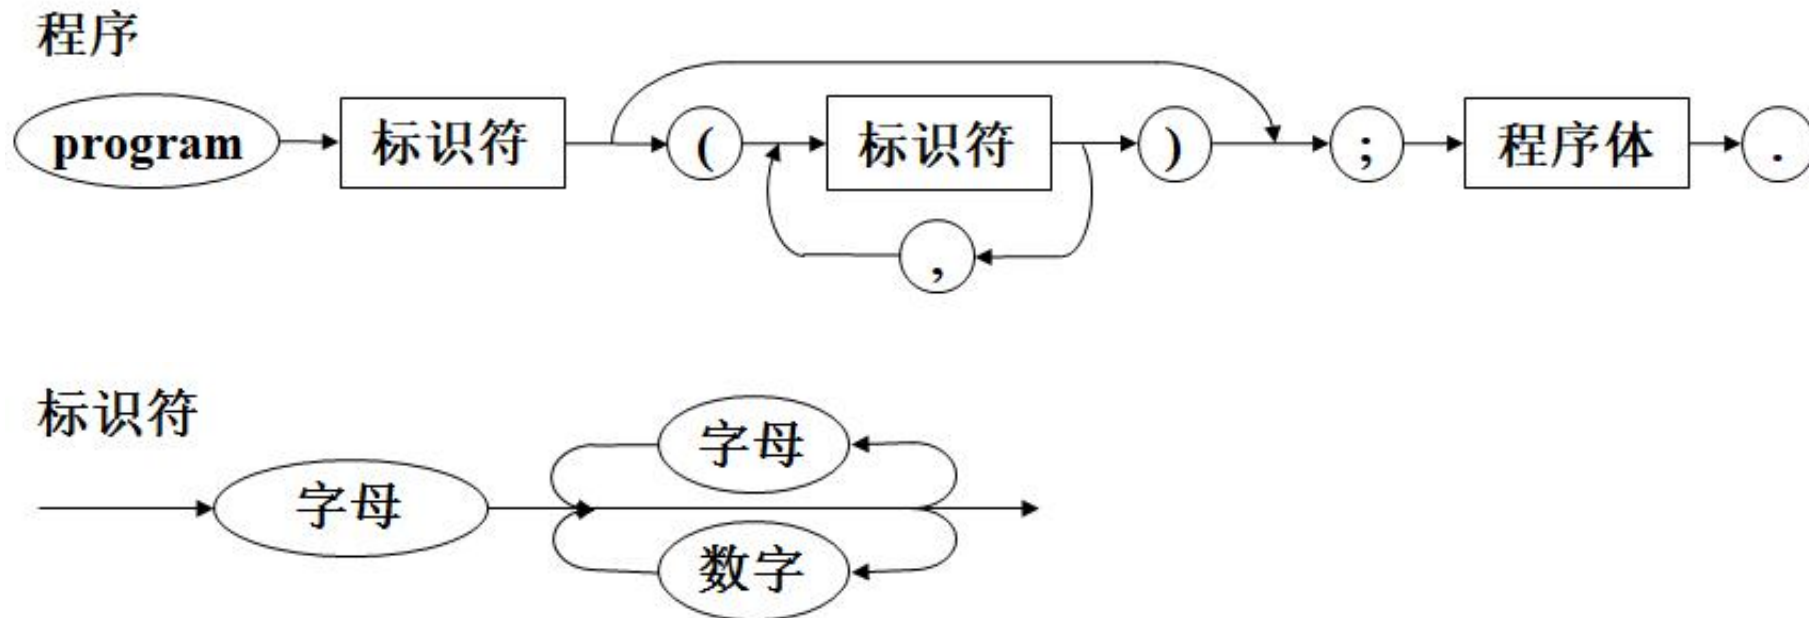 程序
program 标识符 ( 标识符 ) ; 程序体 .
,
标识符
字母
字母
数字